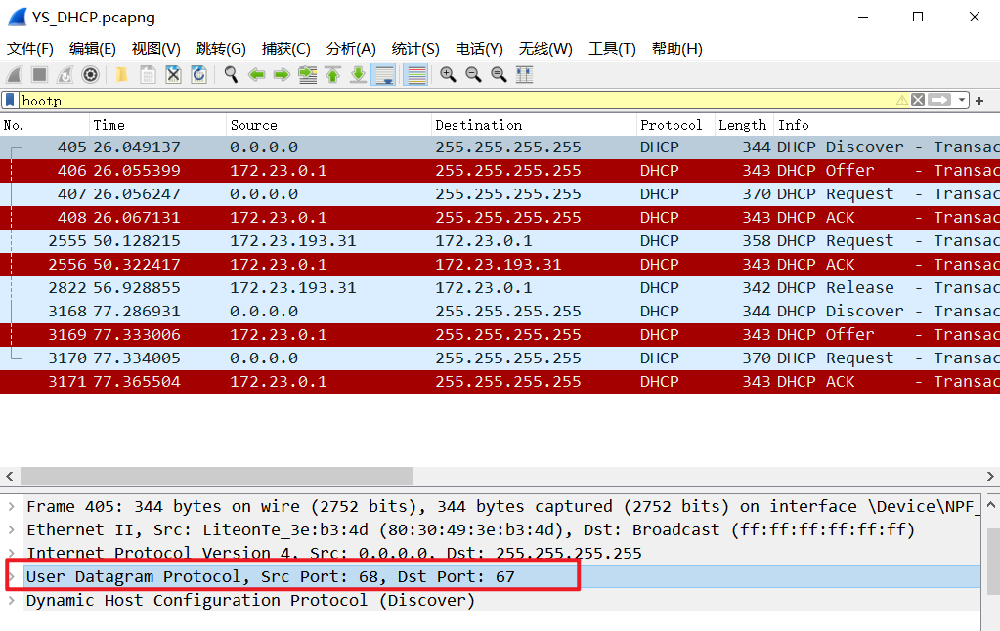 YS_DHCP.pcapng
文件(F) 编辑(E) 视图(V) 跳转(G) 捕获(C) 分析(A) 统计(S) 电话(Y) 无线(W) 工具(T) 帮助(H)
bootp
No. Time Source Destination Protocol Length Info
405 26.049137 0.0.0.0 255.255.255.255 DHCP 344 DHCP Discover - Transac
406 26.055399 172.23.0.1 255.255.255.255 DHCP 343 DHCP Offer - Transac
407 26.056247 0.0.0.0 255.255.255.255 DHCP 370 DHCP Request - Transac
408 26.067131 172.23.0.1 255.255.255.255 DHCP 343 DHCP ACK - Transac
2555 50.128215 172.23.193.31 172.23.0.1 DHCP 358 DHCP Request - Transac
2556 50.322417 172.23.0.1 172.23.193.31 DHCP 343 DHCP ACK - Transac
2822 56.928855 172.23.193.31 172.23.0.1 DHCP 342 DHCP Release - Transac
3168 77.286931 0.0.0.0 255.255.255.255 DHCP 344 DHCP Discover - Transac
3169 77.333006 172.23.0.1 255.255.255.255 DHCP 343 DHCP Offer - Transac
3170 77.334005 0.0.0.0 255.255.255.255 DHCP 370 DHCP Request - Transac
3171 77.365504 172.23.0.1 255.255.255.255 DHCP 343 DHCP ACK - Transac
Frame 405: 344 bytes on wire (2752 bits), 344 bytes captured (2752 bits) on interface \Device\NPF_
Ethernet II, Src: LiteonTe_3e:b3:4d (80:30:49:3e:b3:4d), Dst: Broadcast (ff:ff:ff:ff:ff:ff)
Internet Protocol Version 4, Src: 0.0.0.0, Dst: 255.255.255.255
User Datagram Protocol, Src Port: 68, Dst Port: 67
Dynamic Host Configuration Protocol (Discover)